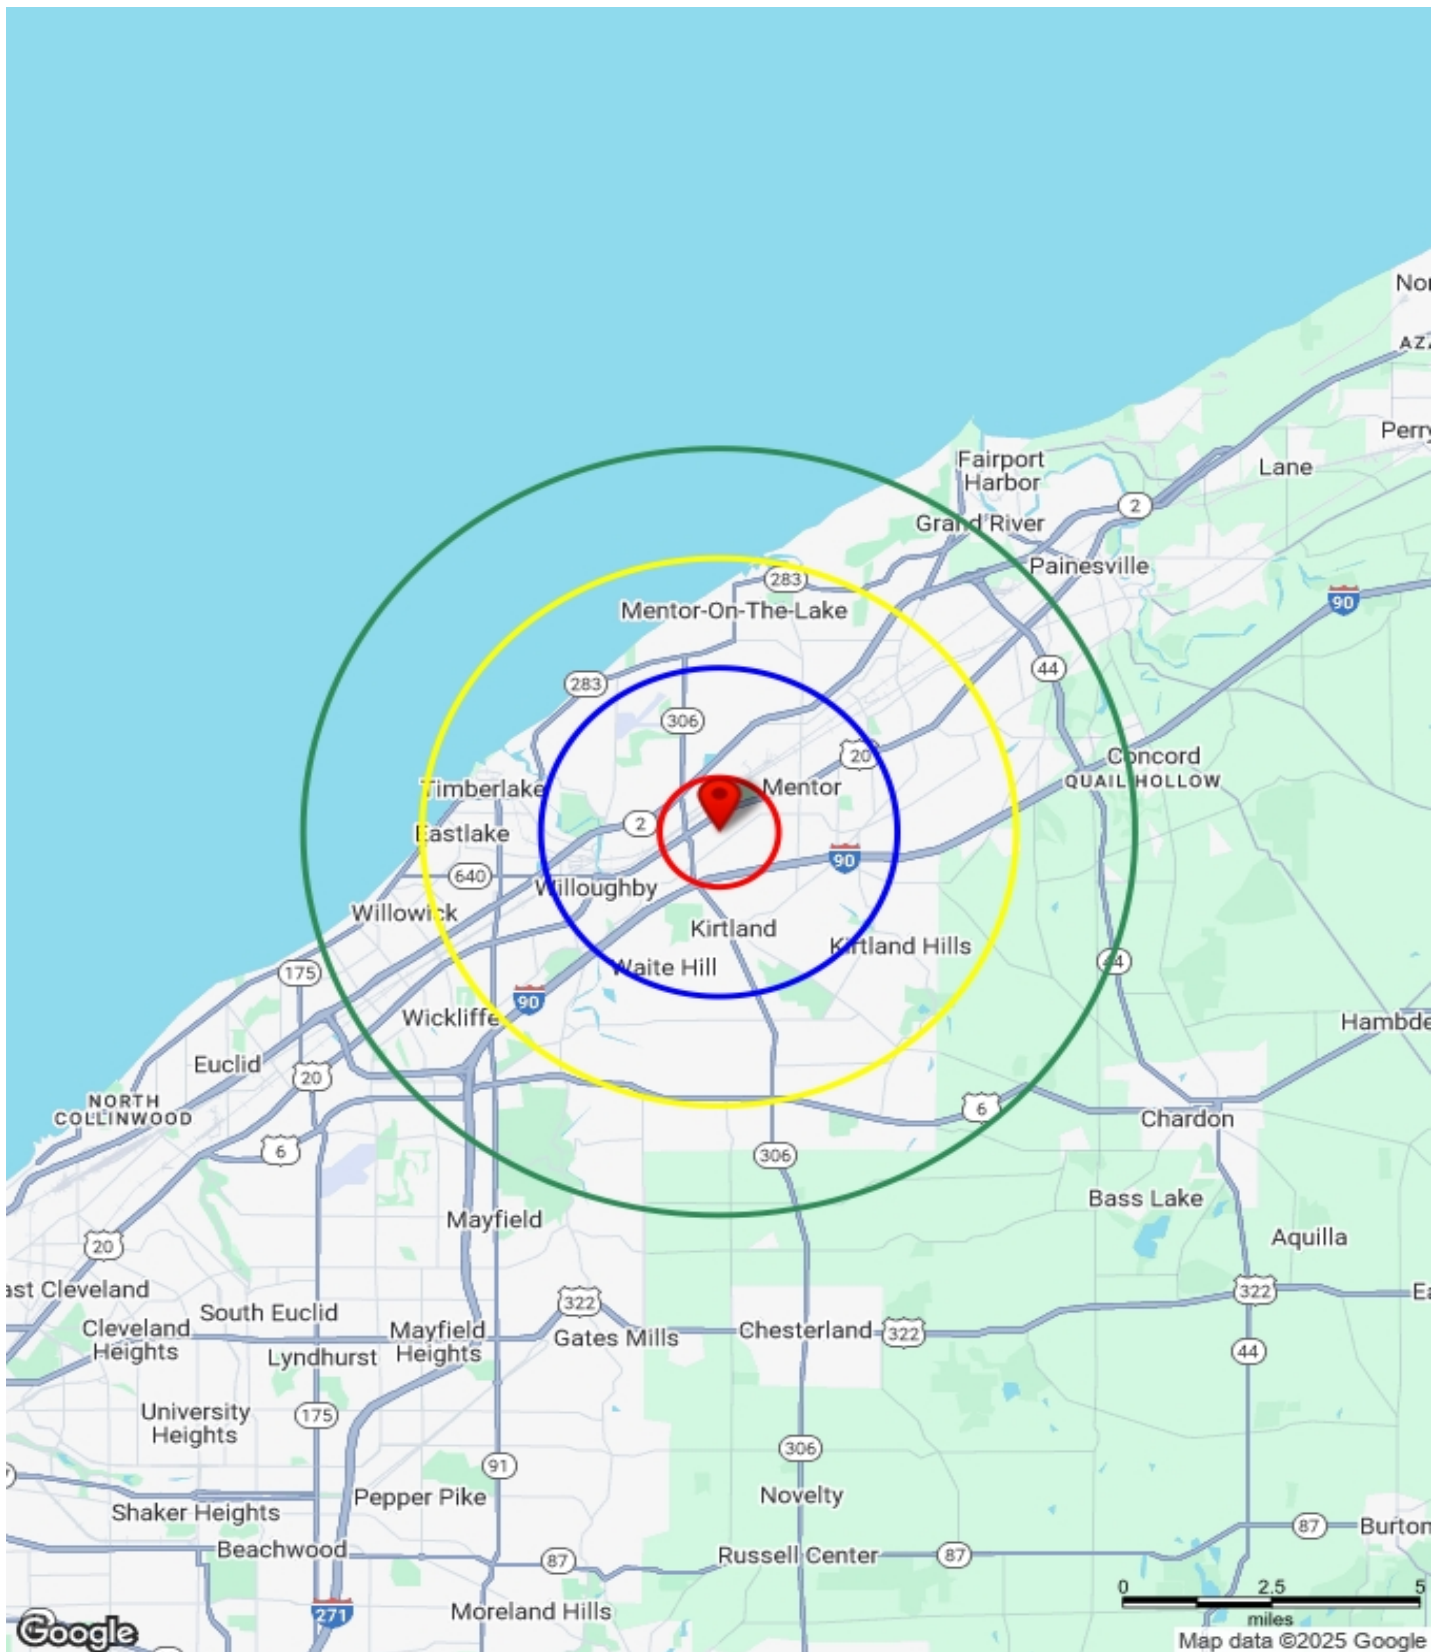 Nor
AZZ
Perry
Fairport
Harbor
Lane
2
Grand River
Painesville
283
90
Mentor-On-The-Lake
44
283
306
20
Concord
QUAIL HOLLOW
Timberlake
Mentor
2
Eastlake
90
640
Willoughby
Willowick
Kirtland
Kirtland Hills
44
175
Waite Hill
90
Wickliffe
Hambde
Euclid
20
NORTH
COLLINWOOD
6
Chardon
6
306
Bass Lake
Mayfield
Aquilla
20
ast Cleveland
322
322
Ea
South Euclid
Cleveland
Heights
Mayfield
Heights
Gates Mills
Chesterland
322
Lyndhurst
44
University
Heights
175
306
91
Pepper Pike
Novelty
Shaker Heights
87
Burton
Beachwood
87
Russell Center
87
0 2.5 5
miles
271
Moreland Hills
Google
Map data ©2025 Google